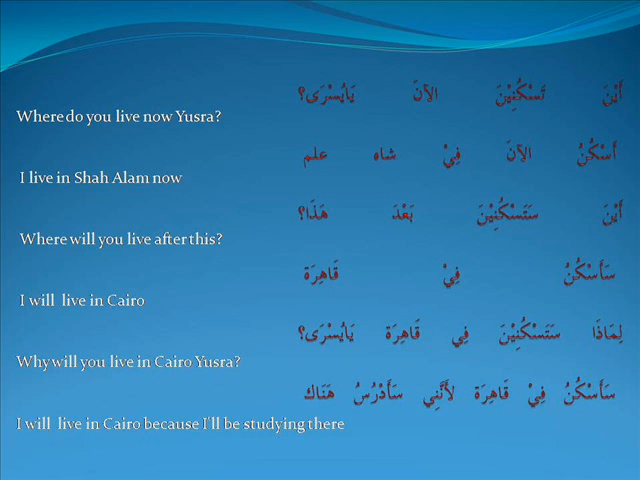 أَيْنَ تَسْكُنِيْنَ الآنَ يَايُسْرَى؟
Where do you live now Yusra?
أَسْكُنُ الآنَ فِيْ شاه علم
I live in Shah Alam now
أَيْنَ سَتَسْكُنِيْنَ بَعْدَ هَذَا؟
Where will you live after this?
سَأَسْكُنُ فِيْ قَاهِرَة
I will live in Cairo
لِمَاذَا سَتَسْكُنِيْنَ فِي قَاهِرَة يَايُسْرَى؟
Why will you live in Cairo Yusra?
سَأَسْكُنُ فِيْ قَاهِرَة لأَنَّنِي سَأَدْرُسُ هَنَاك
I will live in Cairo because I'll be studying there